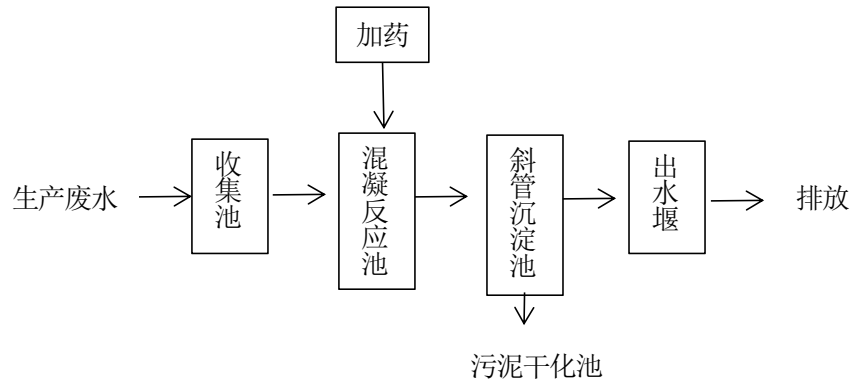 加药
生产废水
收集池
混凝反应池
斜管沉淀池
出水堰
排放
污泥干化池